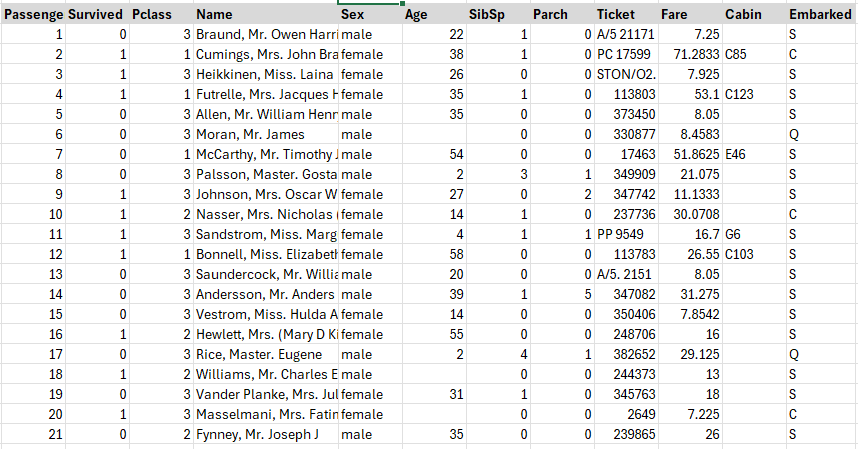 Passenge Survived Pclass Name Sex Age SibSp Parch Ticket Fare Cabin Embarked
1 0 3 Braund, Mr. Owen Harri male 22 1 0 A/5 21171 7.25 S
2 1 1 Cumings, Mrs. John Bra female 38 1 0 PC 17599 71.2833 C85 C
3 1 3 Heikkinen, Miss. Laina female 26 0 0 STON/O2. 7.925 S
4 1 1 Futrelle, Mrs. Jacques H female 35 1 0 113803 53.1 C123 S
5 0 3 Allen, Mr. William Henr male 35 0 0 373450 8.05 S
6 0 3 Moran, Mr. James male 0 0 330877 8.4583 Q
7 0 1 McCarthy, Mr. Timothy J male 54 0 0 17463 51.8625 E46 S
8 0 3 Palsson, Master. Gosta male 2 3 1 349909 21.075 S
9 1 3 Johnson, Mrs. Oscar W female 27 0 2 347742 11.1333 S
10 1 2 Nasser, Mrs. Nicholas ( female 14 1 0 237736 30.0708 C
11 1 3 Sandstrom, Miss. Marg female 4 1 1 PP 9549 16.7 G6 S
12 1 1 Bonnell, Miss. Elizabeth female 58 0 0 113783 26.55 C103 S
13 0 3 Saundercock, Mr. Willia male 20 0 0 A/5. 2151 8.05 S
14 0 3 Andersson, Mr. Anders male 39 1 5 347082 31.275 S
15 0 3 Vestrom, Miss. Hulda A female 14 0 0 350406 7.8542 S
16 1 2 Hewlett, Mrs. (Mary D Ki female 55 0 0 248706 16 S
17 0 3 Rice, Master. Eugene male 2 4 1 382652 29.125 Q
18 1 2 Williams, Mr. Charles E male 0 0 244373 13 S
19 0 3 Vander Planke, Mrs. Jul female 31 1 0 345763 18 S
20 1 3 Masselmani, Mrs. Fatin female 0 0 2649 7.225 C
21 0 2 Fynney, Mr. Joseph J male 35 0 0 239865 26 S